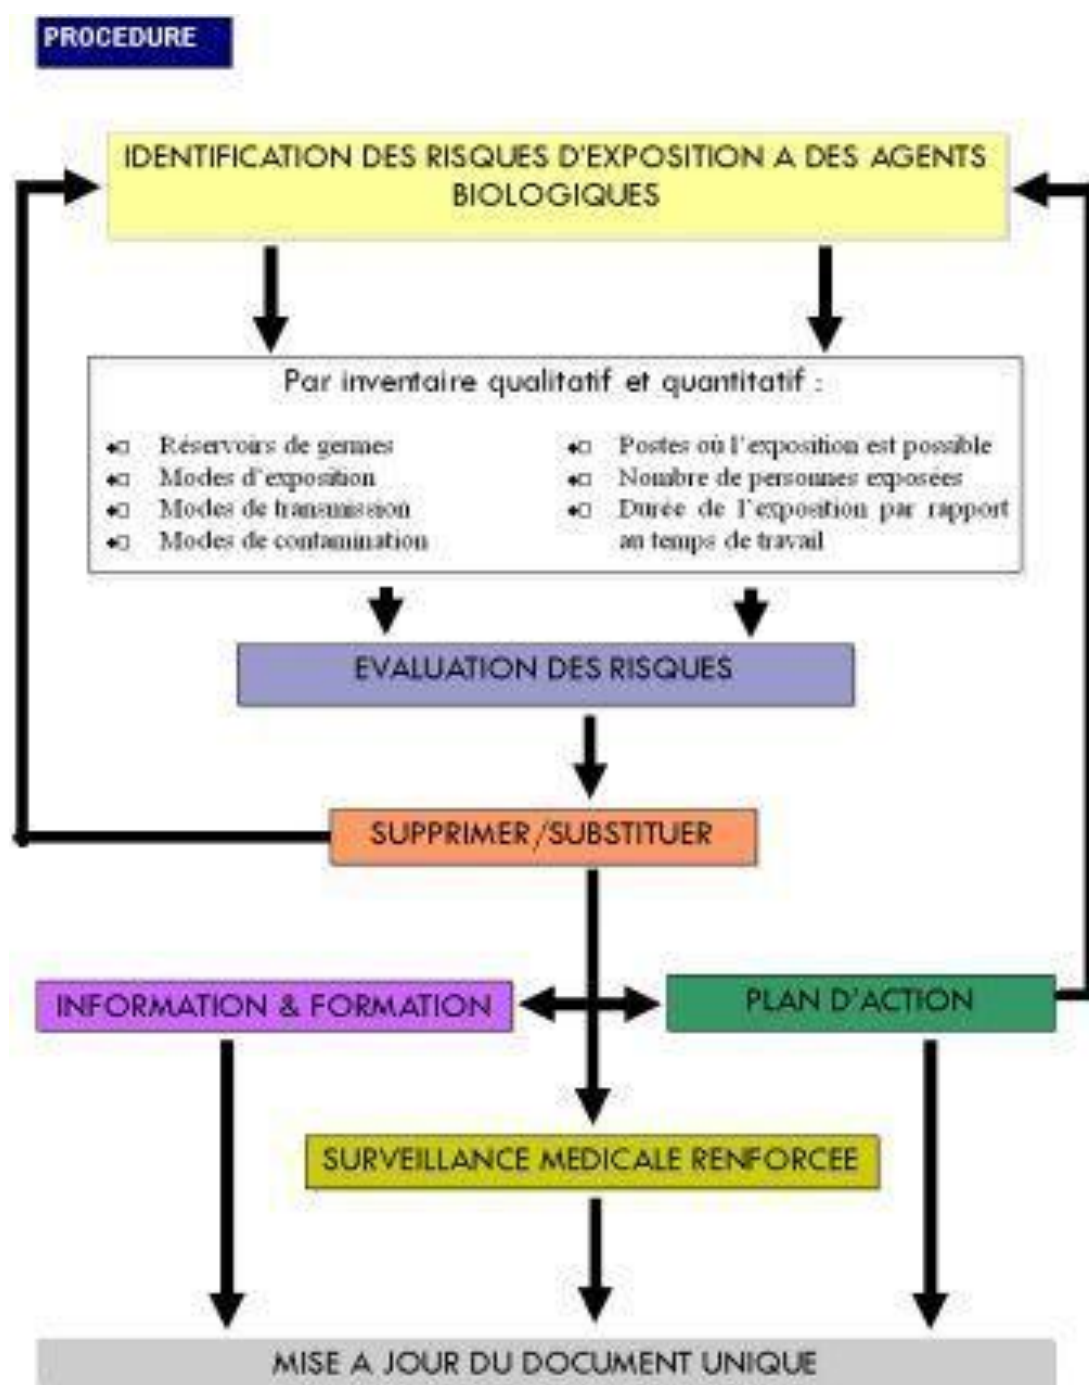 PROCEDURE
IDENTIFICATION DES RISQUES D'EXPOSITION A DES AGENTS
BIOLOGIQUES
Par inventaire qualitatif et quantitatif :
Réservoirs de germes
Modes d'exposition
Modes de transmission
Modes de contamination
Postes où l'exposition est possible
Nombre de personnes exposées
Durée de l'exposition par rapport
au temps de travail
EVALUATION DES RISQUES
SUPPRIMER/SUBSTITUER
INFORMATION & FORMATION
PLAN D'ACTION
SURVEILLANCE MEDICALE RENFORCEE
MISE A JOUR DU DOCUMENT UNIQUE